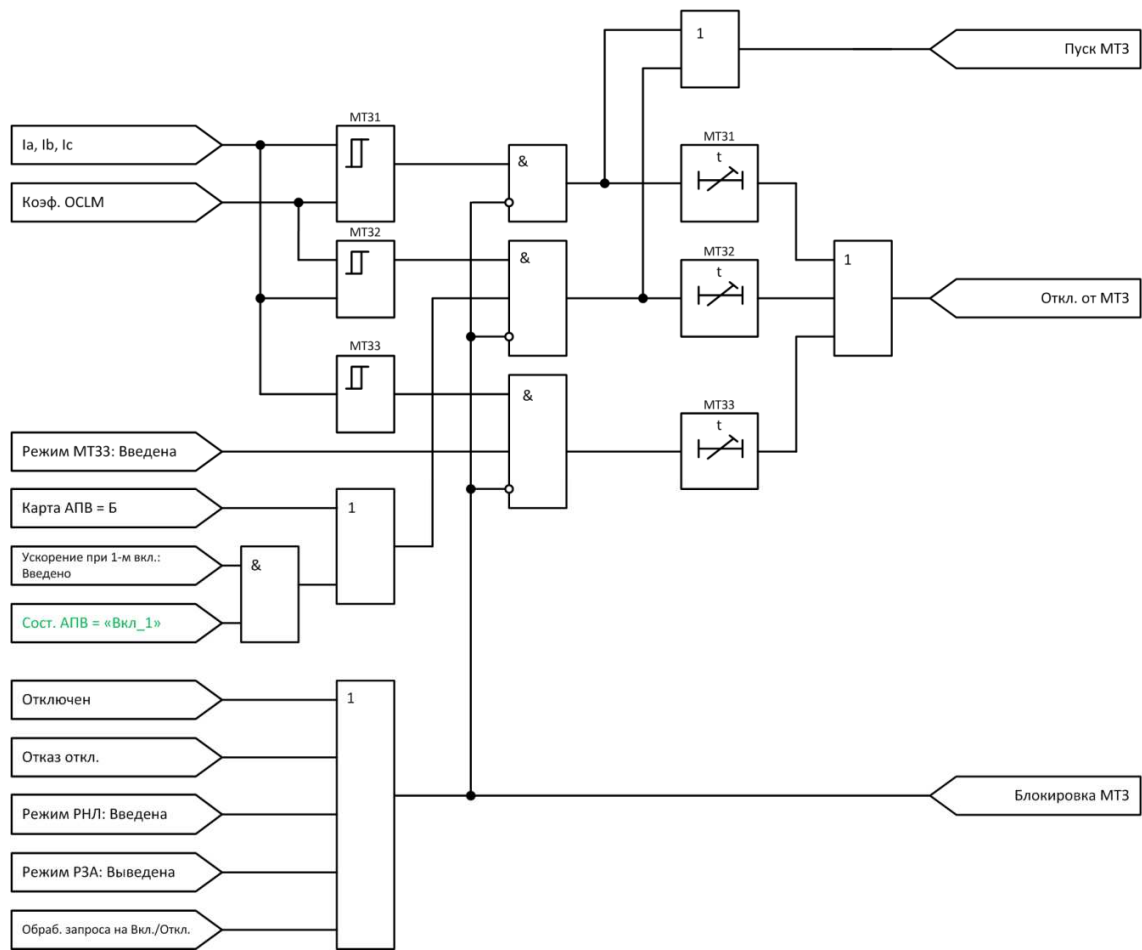 1
Пуск МТЗ
Ia, Ib, Ic
МТЗ1
&
МТЗ1
t
Коэф. OCLM
МТЗ2
&
МТЗ2
t
1
Откл. от МТЗ
МТЗ3
&
МТЗ3
t
Режим МТЗ3: Введена
Карта АПВ = Б
1
Ускорение при 1-м вкл.:
Введено
&
Сост. АПВ = «Вкл_1»
Отключен
1
Отказ откл.
Режим РНЛ: Введена
Блокировка МТЗ
Режим РЗА: Выведена
Обраб. запроса на Вкл./Откл.